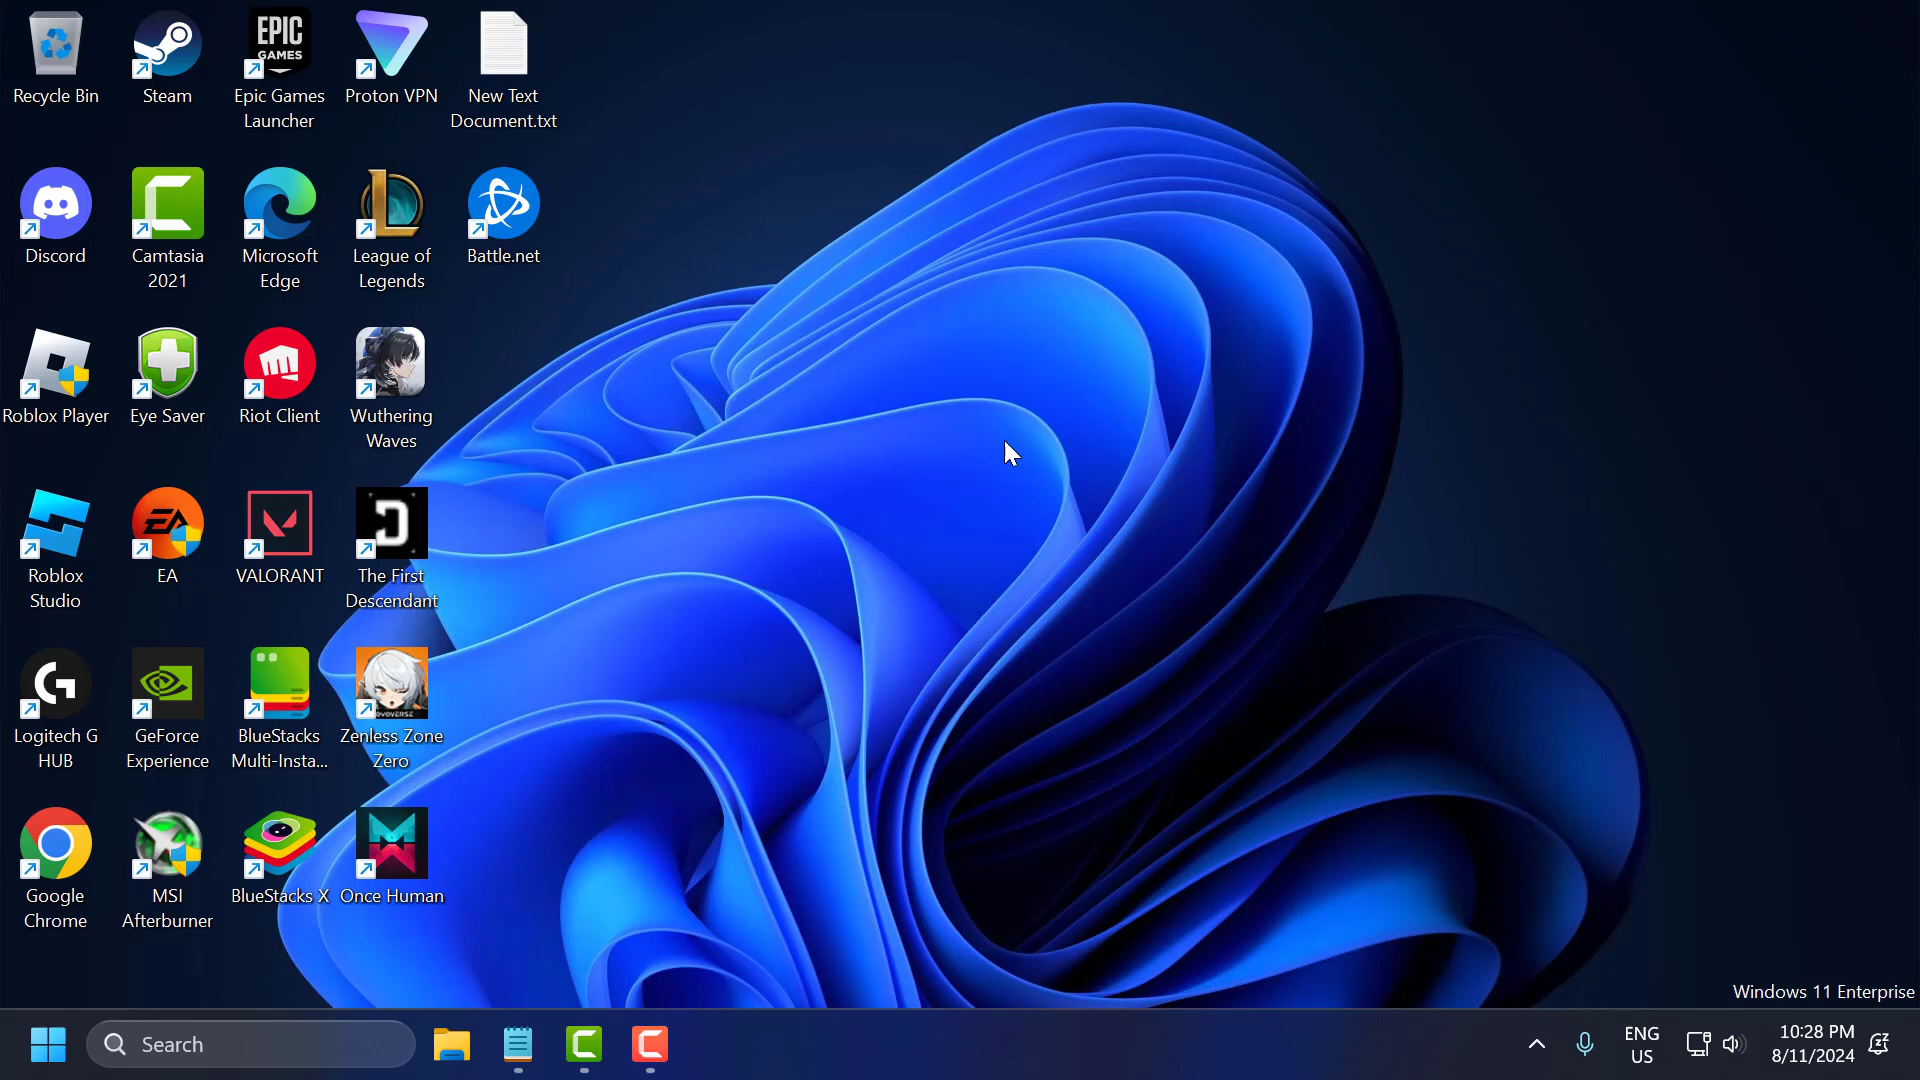 Recycle Bin
Steam
EPIC
GAMES
Epic Games
Launcher
Proton VPN
New Text
Document.txt
Discord
Camtasia
2021
Microsoft
Edge
League of
Legends
Battle.net
Roblox Player
Eye Saver
Riot Client
Wuthering
Waves
Roblox
Studio
EA
EA
VALORANT
The First
Descendant
Logitech G
HUB
GeForce
Experience
BlueStacks
Multi-Insta...
Zenless Zone
Zero
Google
Chrome
MSI
Afterburner
BlueStacks X
Once Human
Windows 11 Enterprise
Search
ENG
US
10:28 PM
8/11/2024